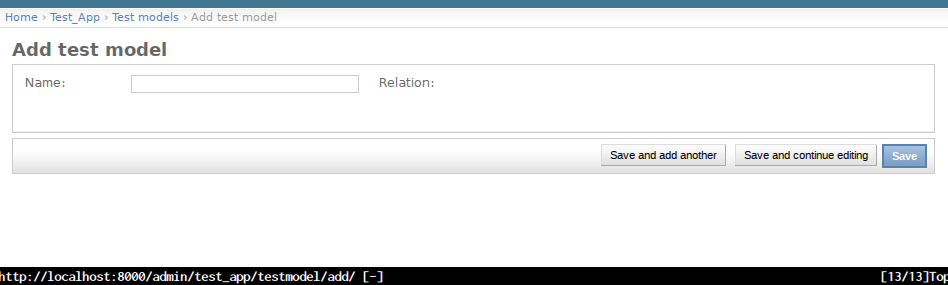 Home › Test_App › Test models › Add test model
Add test model
Name: Relation:
Save and add another Save and continue editing Save
http://localhost:8000/admin/test_app/testmodel/add/ [-] [13/13]Top